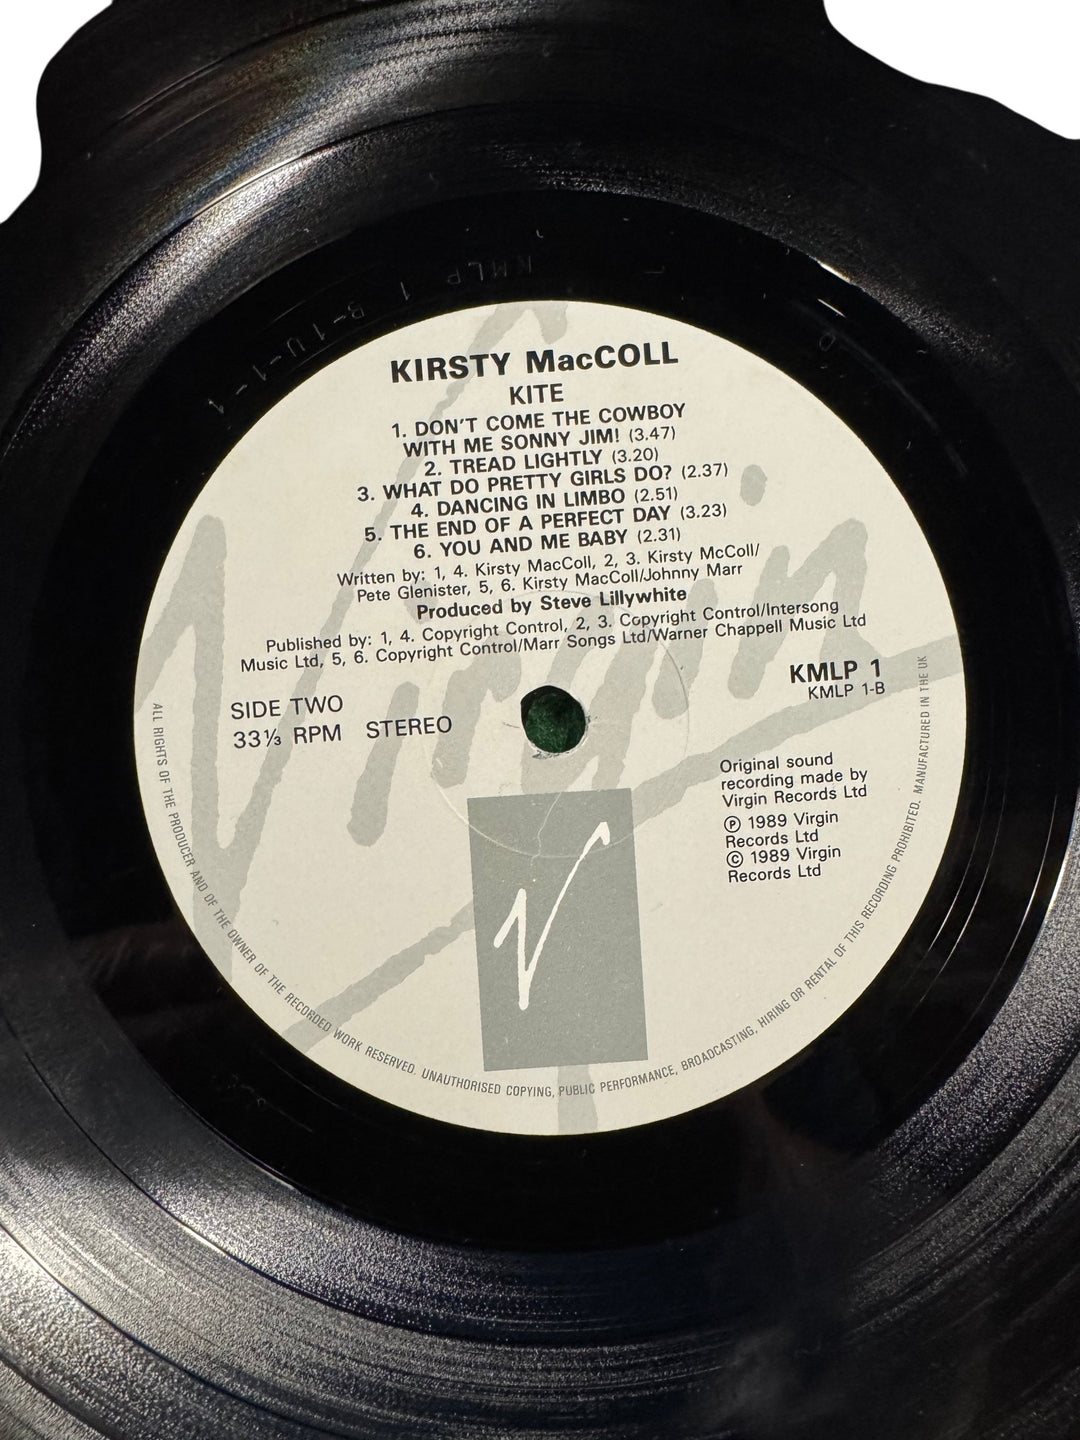 KMLP 1 B-1U-1-1
KIRSTY MacCOLL
KITE
1. DON'T COME THE COWBOY
WITH ME SONNY JIM! (3.47)
2. TREAD LIGHTLY (3.20)
3. WHAT DO PRETTY GIRLS DO? (2.37)
4. DANCING IN LIMBO (2.51)
5. THE END OF A PERFECT DAY (3.23)
6. YOU AND ME BABY (2.31)
Written by: 1, 4. Kirsty MacColl, 2, 3. Kirsty McColl/
Pete Glenister, 5, 6. Kirsty MacColl/Johnny Marr
Produced by Steve Lillywhite
Published by: 1, 4. Copyright Control, 2, 3. Copyright Control/Intersong
Music Ltd, 5, 6. Copyright Control/Marr Songs Ltd/Warner Chappell Music Ltd
KMLP 1
KMLP 1-B
SIDE TWO
33⅓ RPM STEREO
Original sound
recording made by
Virgin Records Ltd
℗ 1989 Virgin
Records Ltd
© 1989 Virgin
Records Ltd
Virgin
V
ALL RIGHTS OF THE PRODUCER AND OF THE OWNER OF THE RECORDED WORK RESERVED. UNAUTHORISED COPYING, PUBLIC PERFORMANCE, BROADCASTING, HIRING OR RENTAL OF THIS RECORDING PROHIBITED. MANUFACTURED IN THE UK